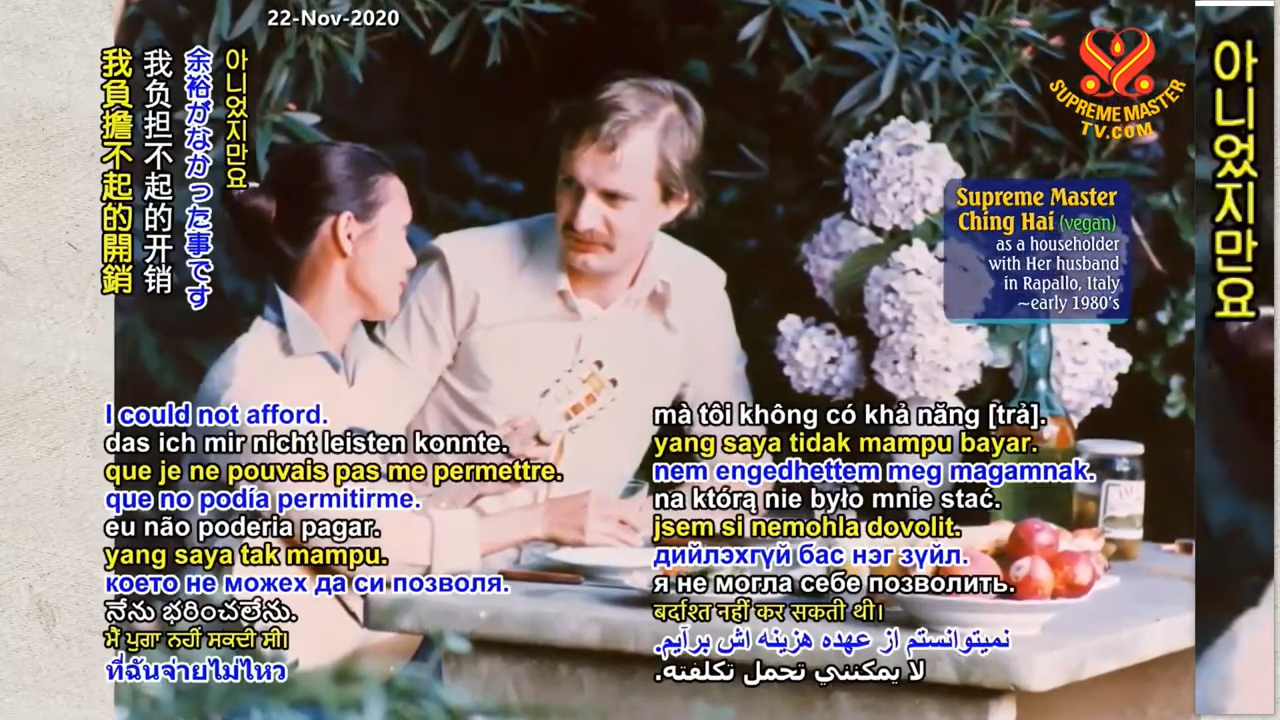 22-Nov-2020
아니었지만요
余裕がなかった事です
我负担不起的开销
我負擔不起的開銷
SUPREME MASTER
TV.COM
Supreme Master
Ching Hai (vegan)
as a householder
with Her husband
in Rapallo, Italy
~early 1980's
아니었지만요
I could not afford.
das ich mir nicht leisten konnte.
que je ne pouvais pas me permettre.
que no podía permitirme.
eu não poderia pagar.
yang saya tak mampu.
което не можех да си позволя.
నేను భరించలేను.
ਮੈਂ ਪੁਗਾ ਨਹੀਂ ਸਕਦੀ ਸੀ।
ที่ฉันจ่ายไม่ไหว
mà tôi không có khả năng [trả].
yang saya tidak mampu bayar.
nem engedhettem meg magamnak.
na którą nie było mnie stać.
jsem si nemohla dovolit.
дийлэхгүй бас нэг зүйл.
я не могла себе позволить.
बर्दाश्त नहीं कर सकती थी।
نمیتوانستم از عهده هزینه اش برآیم.
لا يمكنني تحمل تكلفته.